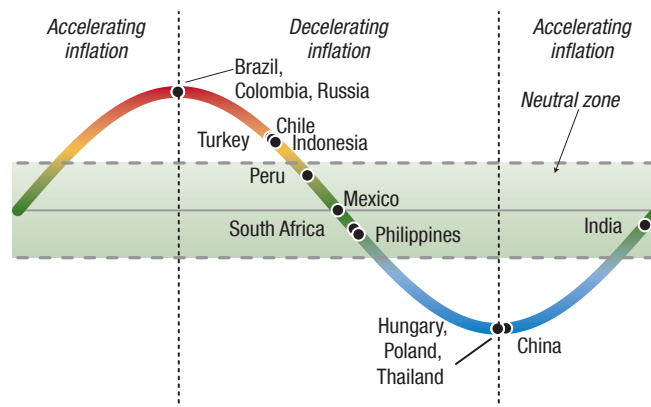 Accelerating
inflation
Decelerating
inflation
Accelerating
inflation
Brazil,
Colombia, Russia
Neutral zone
Chile
Turkey
Indonesia
Peru
Mexico
South Africa
Philippines
India
Hungary,
Poland,
Thailand
China